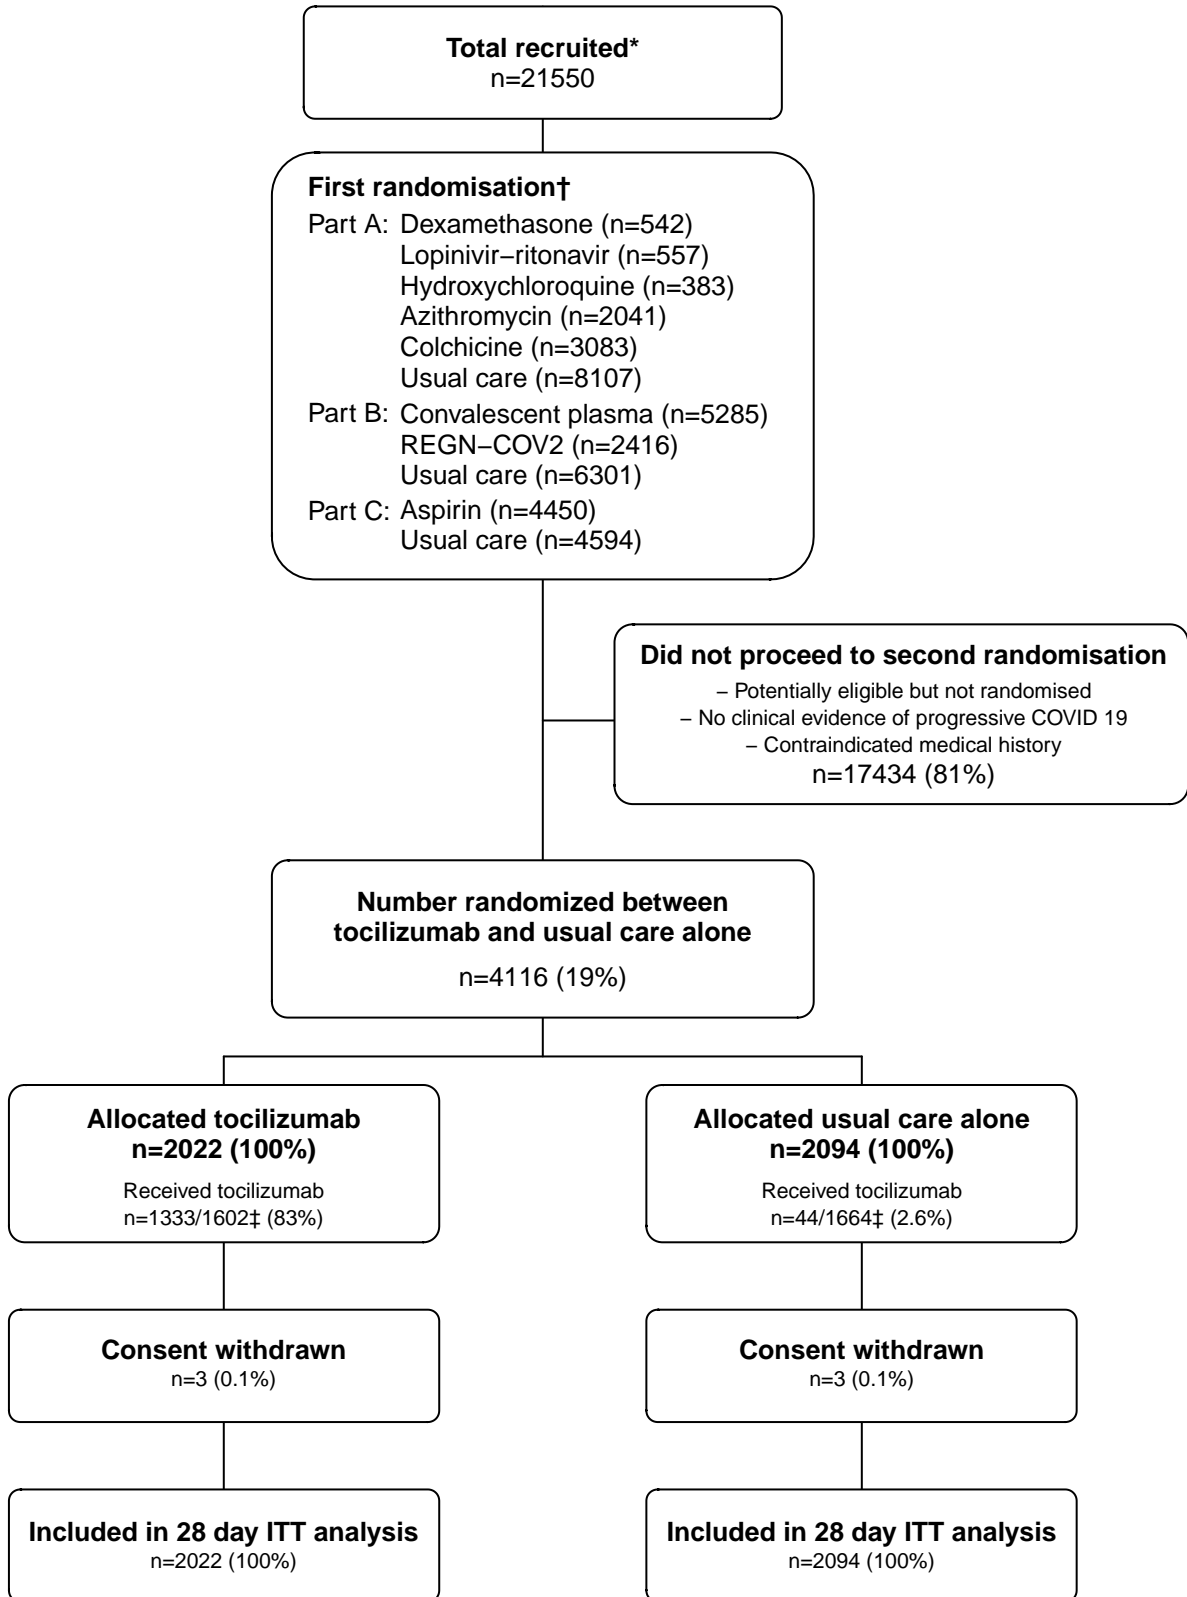 Total recruited*
n=21550
First randomisation†
Part A: Dexamethasone (n=542)
Lopinivir−ritonavir (n=557)
Hydroxychloroquine (n=383)
Azithromycin (n=2041)
Colchicine (n=3083)
Usual care (n=8107)
Part B: Convalescent plasma (n=5285)
REGN−COV2 (n=2416)
Usual care (n=6301)
Part C: Aspirin (n=4450)
Usual care (n=4594)
Did not proceed to second randomisation
− Potentially eligible but not randomised
− No clinical evidence of progressive COVID 19
− Contraindicated medical history
n=17434 (81%)
Number randomized between
tocilizumab and usual care alone
n=4116 (19%)
Allocated tocilizumab
n=2022 (100%)
Received tocilizumab
n=1333/1602‡ (83%)
Allocated usual care alone
n=2094 (100%)
Received tocilizumab
n=44/1664‡ (2.6%)
Consent withdrawn
n=3 (0.1%)
Consent withdrawn
n=3 (0.1%)
Included in 28 day ITT analysis
n=2022 (100%)
Included in 28 day ITT analysis
n=2094 (100%)